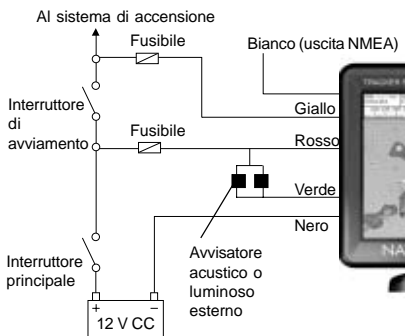 Al sistema di accensione
Fusibile
Bianco (uscita NMEA)
Giallo
Interruttore
di
avviamento
Fusibile
Rosso
Verde
Nero
Interruttore
principale
Avvisatore
acustico o
luminoso
esterno
+ −
12 V CC
NA